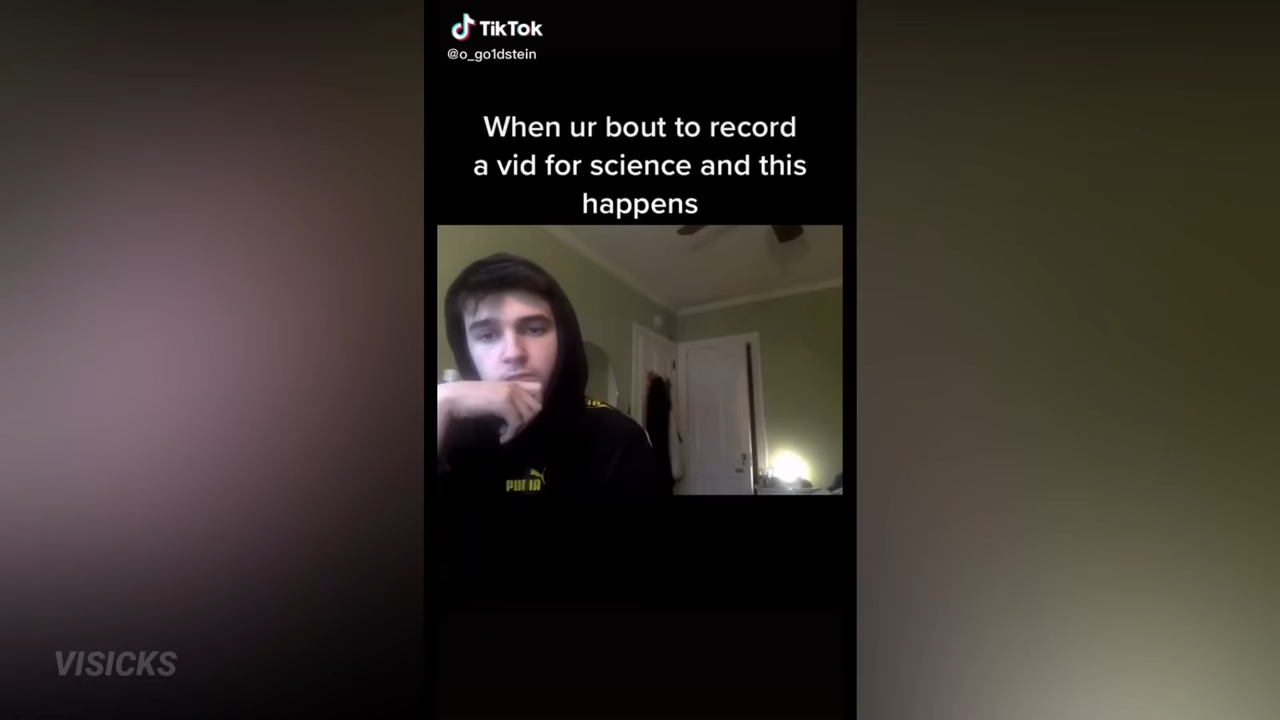 TikTok
@o_go1dstein
When ur bout to record
a vid for science and this
happens
PUMA
VISICKS